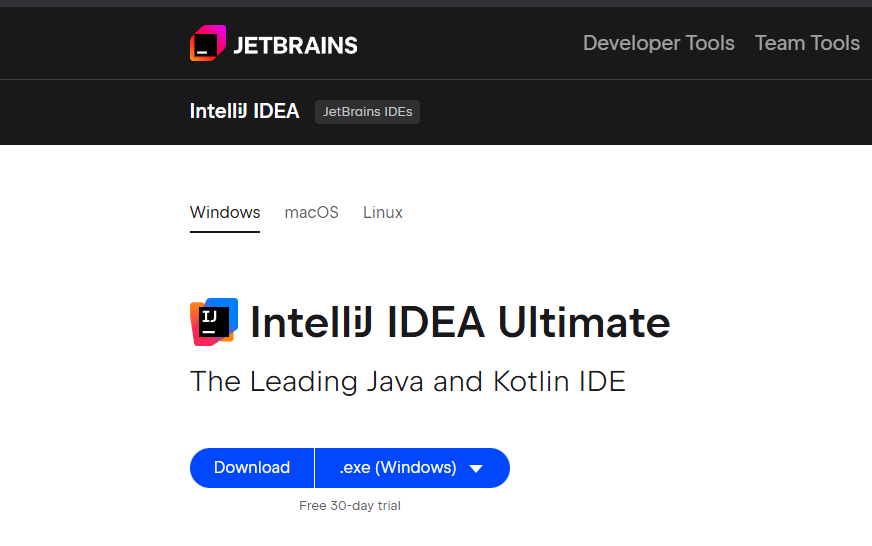 JETBRAINS
Developer Tools Team Tools
IntelliJ IDEA JetBrains IDEs
Windows macOS Linux
IJ IntelliJ IDEA Ultimate
The Leading Java and Kotlin IDE
Download .exe (Windows)
Free 30-day trial